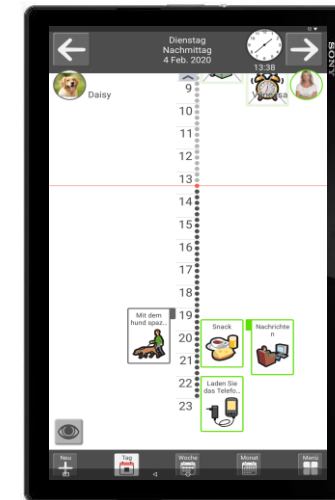 Dienstag
Nachmittag
4 Feb. 2020
13:38
SONY
Daisy
9
10
11
12
13
14
15
16
17
18
19
20
21
22
23
Mit dem
hund spaz...
Snack
Nachrichte
n
Laden Sie
das Telefo...
Neu
Tag
Woche
Monat
Menü